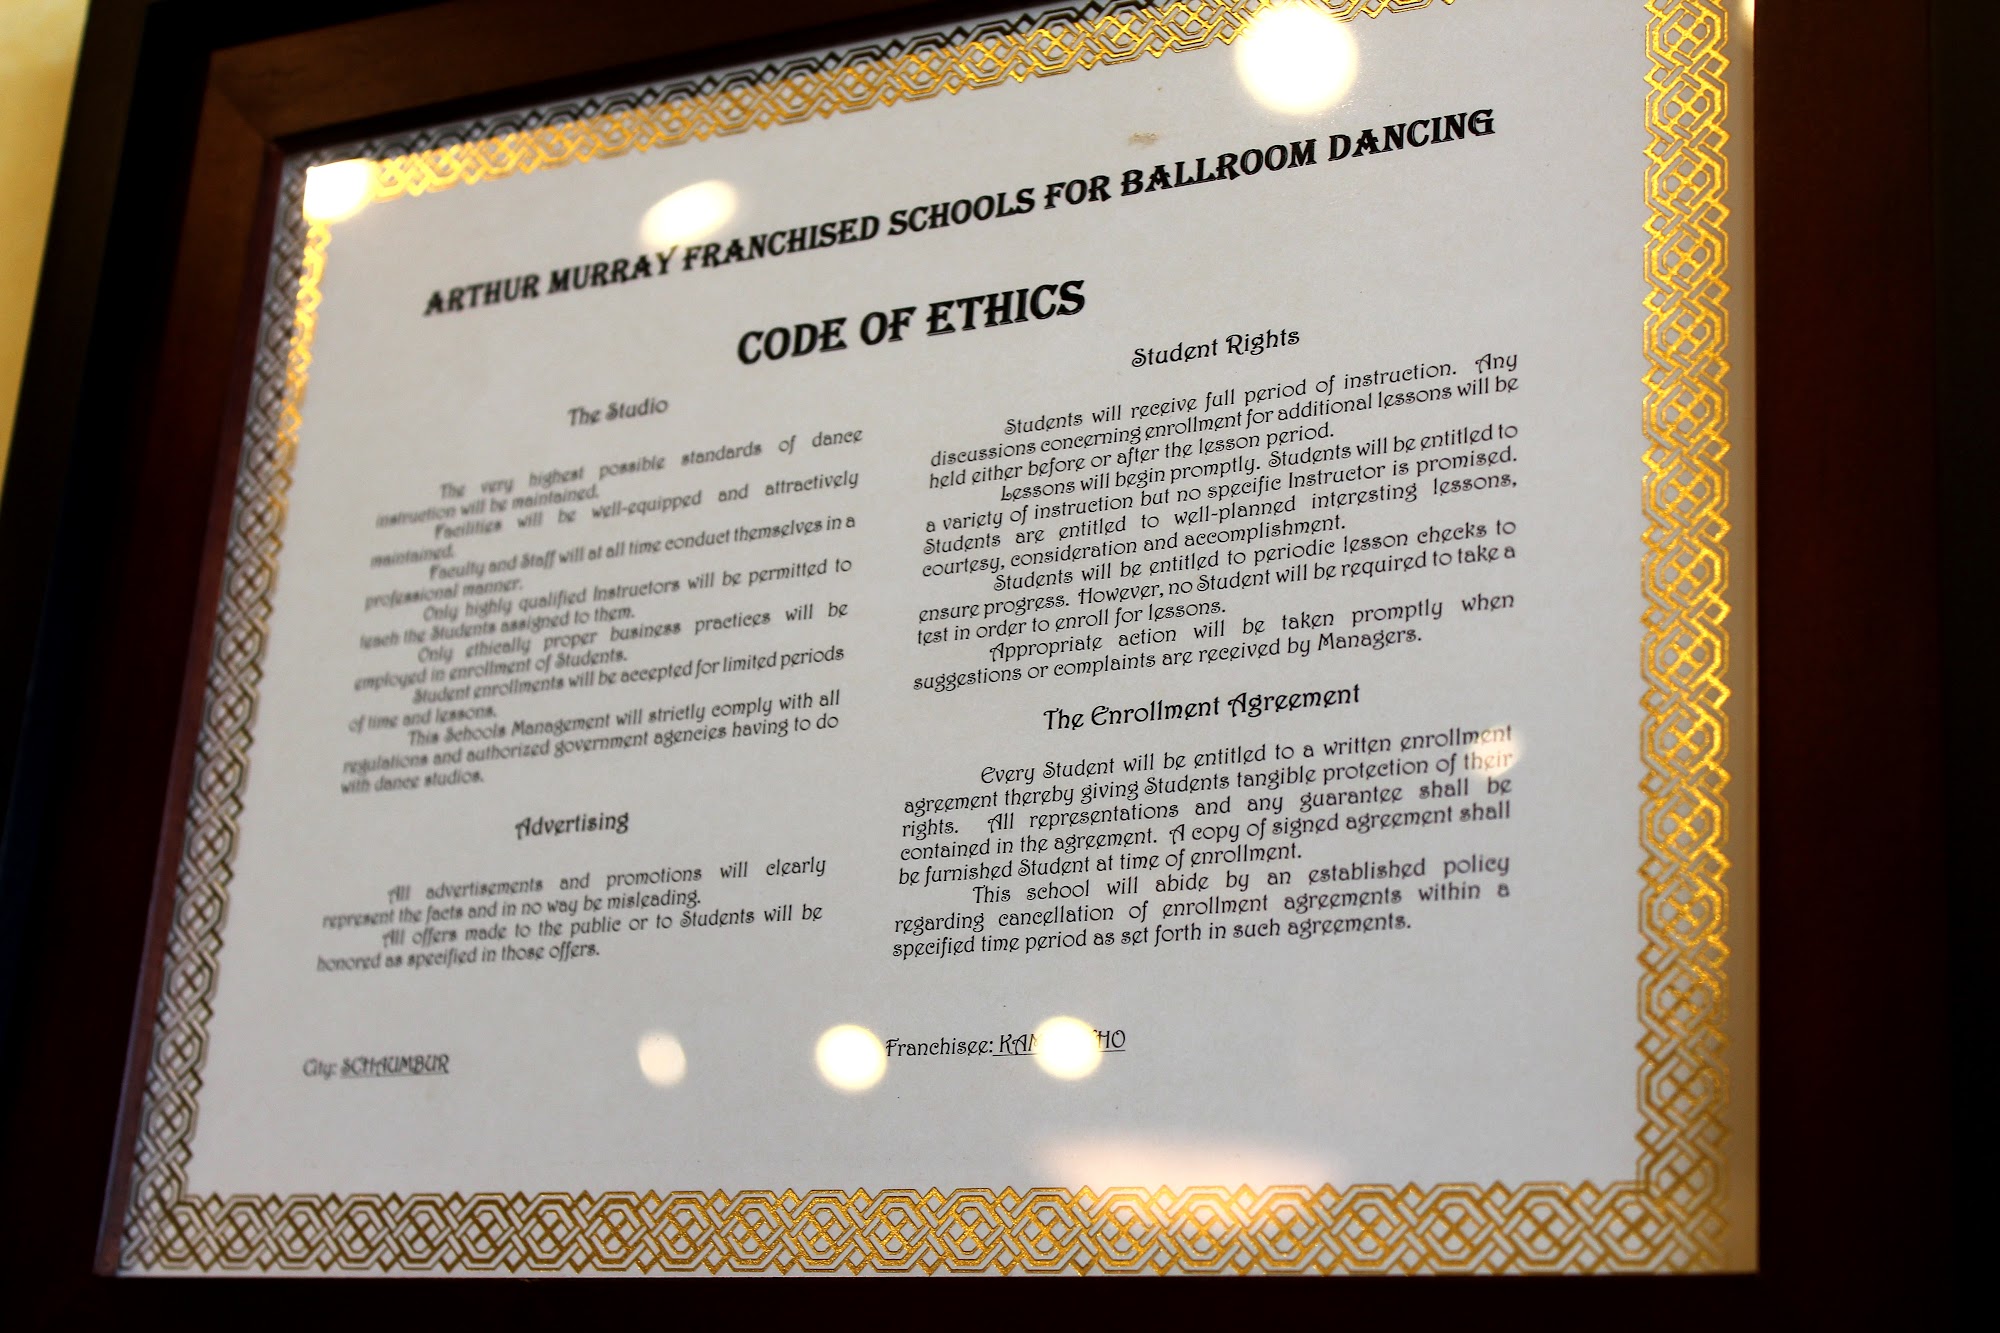 ARTHUR MURRAY FRANCHISED SCHOOLS FOR BALLROOM DANCING
CODE OF ETHICS
The Studio
The very highest possible standards of dance
instruction will be maintained.
Facilities will be well-equipped and attractively
maintained.
Faculty and Staff will at all time conduct themselves in a
professional manner.
Only highly qualified Instructors will be permitted to
teach the Students assigned to them.
Only ethically proper business practices will be
employed in enrollment of Students.
Student enrollments will be accepted for limited periods
of time and lessons.
This Schools Management will strictly comply with all
regulations and authorized government agencies having to do
with dance studios.
Advertising
All advertisements and promotions will clearly
represent the facts and in no way be misleading.
All offers made to the public or to Students will be
honored as specified in those offers.
City: SCHAUMBUR
Student Rights
Students will receive full period of instruction. Any
discussions concerning enrollment for additional lessons will be
held either before or after the lesson period.
Lessons will begin promptly. Students will be entitled to
a variety of instruction but no specific Instructor is promised.
Students are entitled to well-planned interesting lessons,
courtesy, consideration and accomplishment.
Students will be entitled to periodic lesson checks to
ensure progress. However, no Student will be required to take a
test in order to enroll for lessons.
Appropriate action will be taken promptly when
suggestions or complaints are received by Managers.
The Enrollment Agreement
Every Student will be entitled to a written enrollment
agreement thereby giving Students tangible protection of their
rights. All representations and any guarantee shall be
contained in the agreement. A copy of signed agreement shall
be furnished Student at time of enrollment.
This school will abide by an established policy
regarding cancellation of enrollment agreements within a
specified time period as set forth in such agreements.
Franchisee: